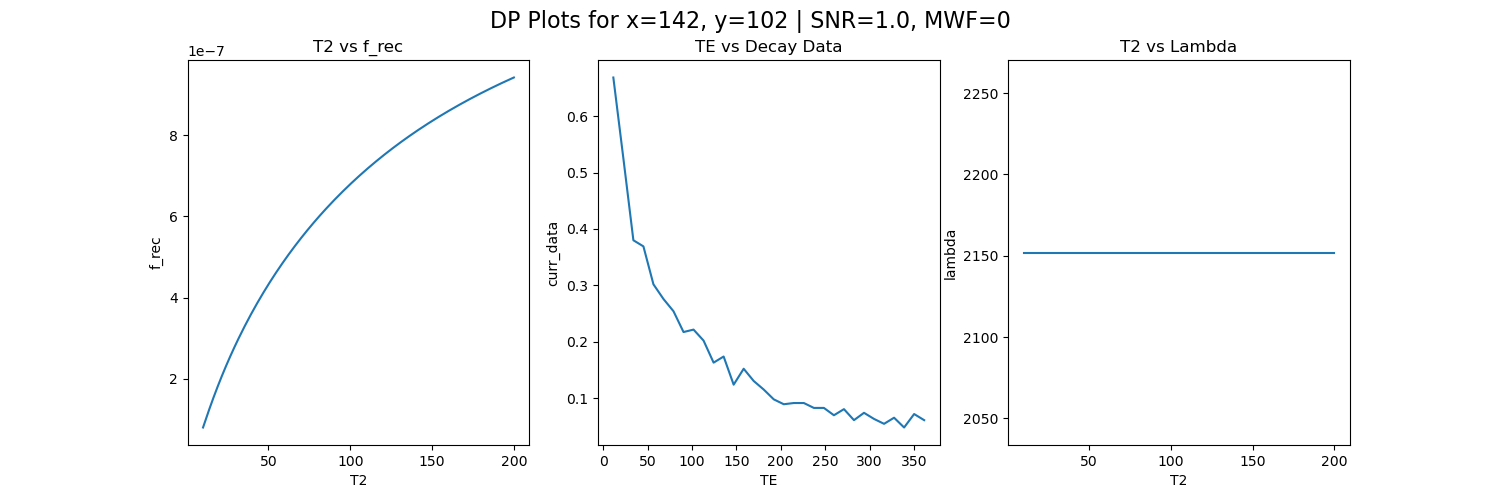 DP Plots for x=142, y=102 | SNR=1.0, MWF=0
T2 vs f_rec
1e−7
8
6
4
2
f_rec
50 100 150 200
T2
TE vs Decay Data
0.6
0.5
0.4
0.3
0.2
0.1
curr_data
0 50 100 150 200 250 300 350
TE
T2 vs Lambda
2250
2200
2150
2100
2050
lambda
50 100 150 200
T2